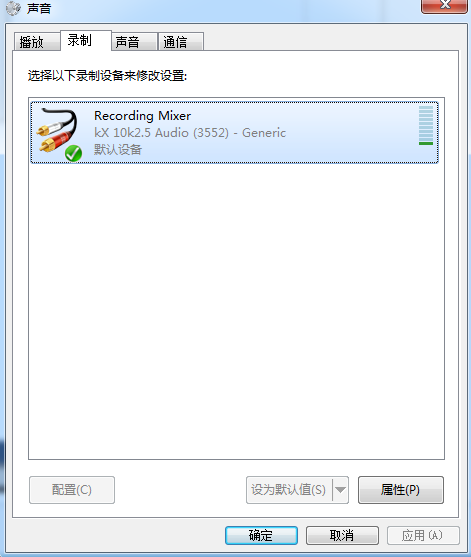 声音
播放
录制
声音
通信
选择以下录制设备来修改设置:
Recording Mixer
kX 10k2.5 Audio (3552) - Generic
默认设备
配置(C)
设为默认值(S)
属性(P)
确定
取消
应用(A)